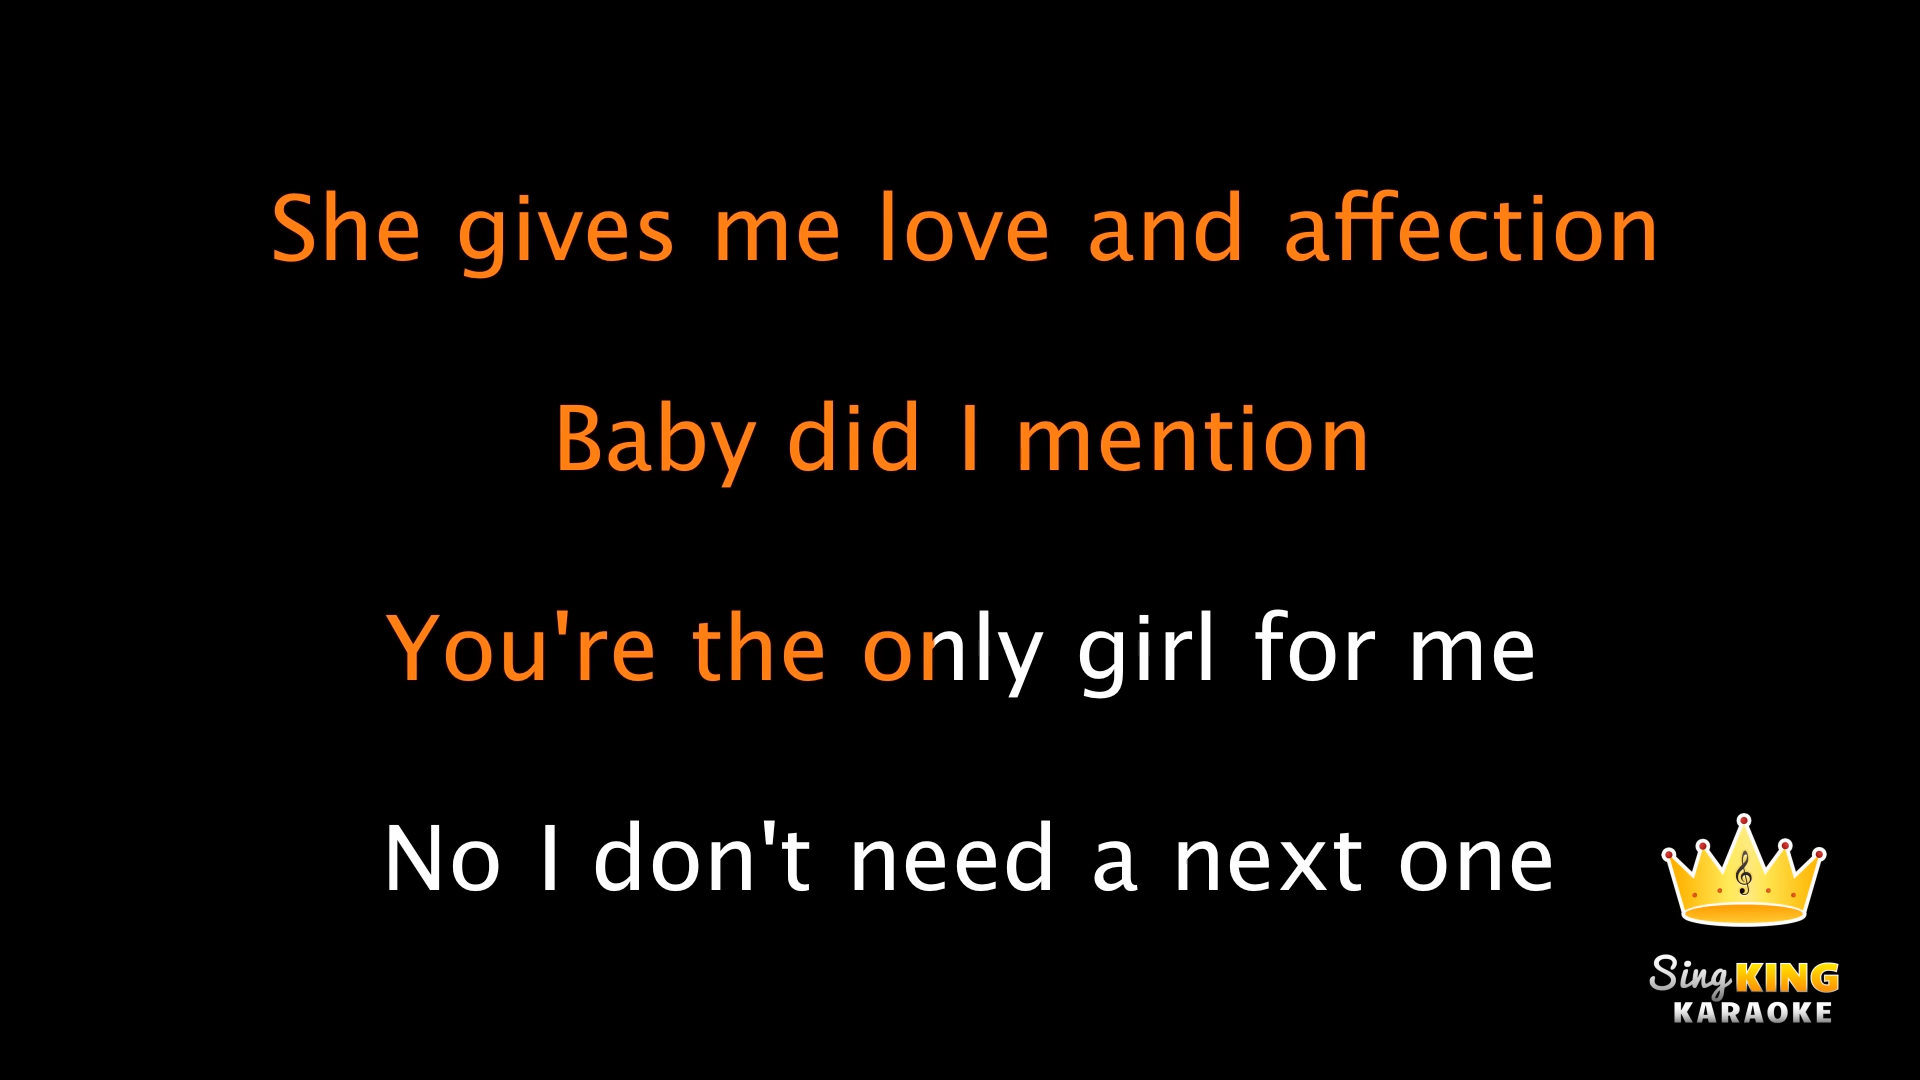 She gives me love and affection
Baby did I mention
You're the only girl for me
No I don't need a next one
Sing KING
KARAOKE